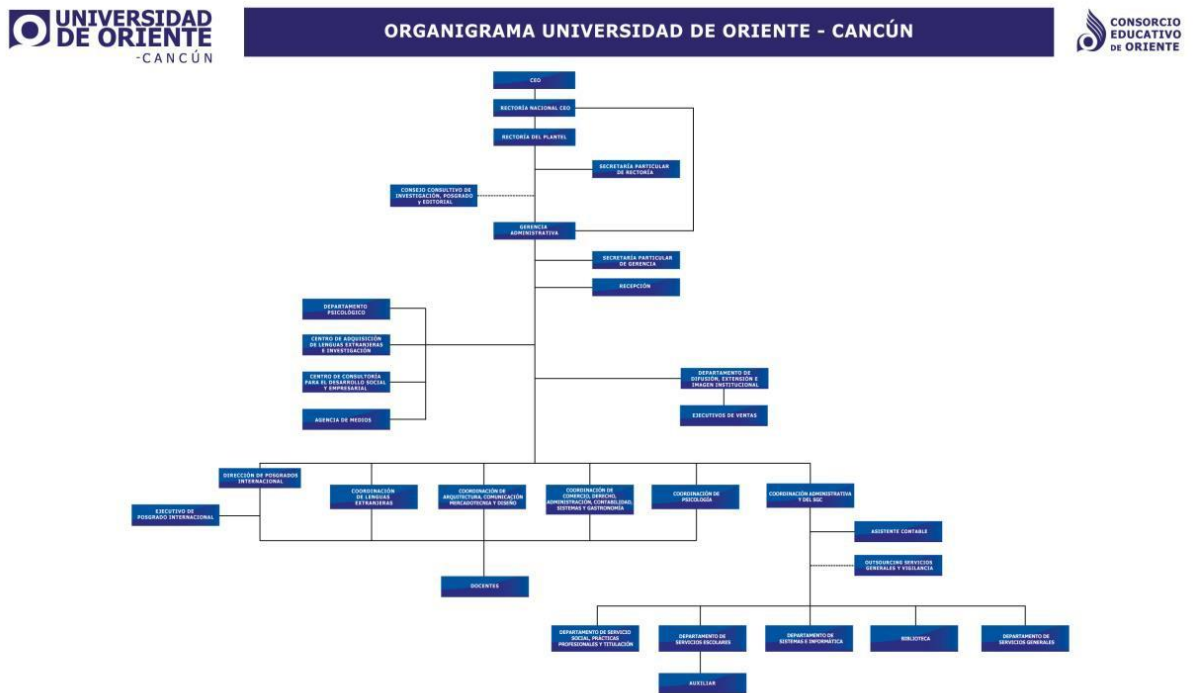 UNIVERSIDAD
DE ORIENTE
-CANCÚN
ORGANIGRAMA UNIVERSIDAD DE ORIENTE - CANCÚN
CONSORCIO
EDUCATIVO
DE ORIENTE
CEO
RECTORÍA NACIONAL CEO
RECTORÍA DEL PLANTEL
SECRETARÍA PARTICULAR
DE RECTORÍA
CONSEJO CONSULTIVO DE
INVESTIGACIÓN, POSGRADO
y EDITORIAL
GERENCIA
ADMINISTRATIVA
SECRETARÍA PARTICULAR
DE GERENCIA
RECEPCIÓN
DEPARTAMENTO
PSICOLÓGICO
CENTRO DE ADQUISICIÓN
DE LENGUAS EXTRANJERAS
E INVESTIGACIÓN
CENTRO DE CONSULTORÍA
PARA EL DESARROLLO SOCIAL
Y EMPRESARIAL
AGENCIA DE MEDIOS
DEPARTAMENTO DE
DIFUSIÓN, EXTENSIÓN E
IMAGEN INSTITUCIONAL
EJECUTIVOS DE VENTAS
DIRECCIÓN DE POSGRADOS
INTERNACIONAL
COORDINACIÓN
DE LENGUAS
EXTRANJERAS
COORDINACIÓN DE
ARQUITECTURA, COMUNICACIÓN
MERCADOTECNIA Y DISEÑO
COORDINACIÓN DE
COMERCIO, DERECHO,
ADMINISTRACIÓN, CONTABILIDAD,
SISTEMAS Y GASTRONOMÍA
COORDINACIÓN DE
PSICOLOGÍA
COORDINACIÓN ADMINISTRATIVA
Y DEL SGC
EJECUTIVO DE
POSGRADO INTERNACIONAL
ASISTENTE CONTABLE
OUTSOURCING SERVICIOS
GENERALES Y VIGILANCIA
DOCENTES
DEPARTAMENTO DE SERVICIO
SOCIAL, PRÁCTICAS
PROFESIONALES Y TITULACIÓN
DEPARTAMENTO DE
SERVICIOS ESCOLARES
DEPARTAMENTO DE
SISTEMAS E INFORMÁTICA
BIBLIOTECA
DEPARTAMENTO DE
SERVICIOS GENERALES
AUXILIAR